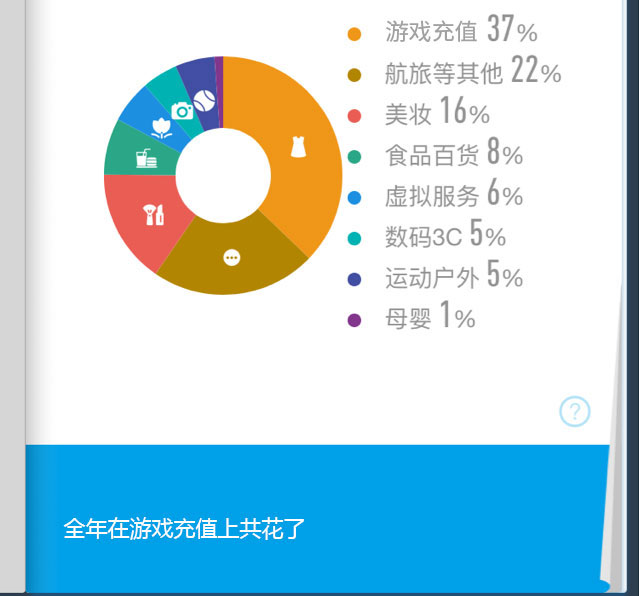 游戏充值 37%
航旅等其他 22%
美妆 16%
食品百货 8%
虚拟服务 6%
数码3C 5%
运动户外 5%
母婴 1%
?
全年在游戏充值上共花了